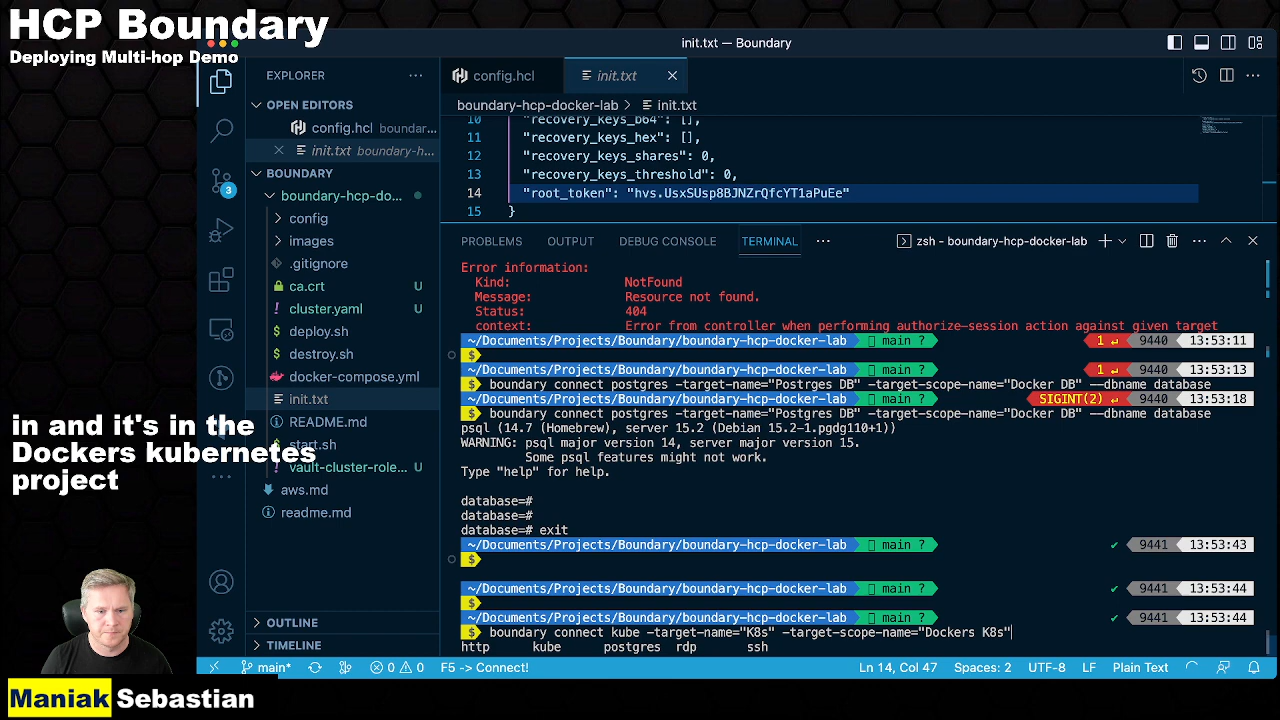 HCP Boundary
Deploying Multi-hop Demo
init.txt — Boundary
EXPLORER
OPEN EDITORS
config.hcl boundar...
init.txt boundary-h...
BOUNDARY
boundary-hcp-do...
config
images
.gitignore
ca.crt U
cluster.yaml U
deploy.sh
destroy.sh
docker-compose.yml
init.txt
README.md
start.sh
vault-cluster-role... U
aws.md
readme.md
OUTLINE
TIMELINE
3
config.hcl
init.txt
boundary-hcp-docker-lab > init.txt
10 "recovery_keys_b64": [],
11 "recovery_keys_hex": [],
12 "recovery_keys_shares": 0,
13 "recovery_keys_threshold": 0,
14 "root_token": "hvs.UsxSUsp8BJNZrQfcYT1aPuEe"
15 }
PROBLEMS OUTPUT DEBUG CONSOLE TERMINAL ... zsh - boundary-hcp-docker-lab
Error information:
Kind: NotFound
Message: Resource not found.
Status: 404
context: Error from controller when performing authorize-session action against given target
~/Documents/Projects/Boundary/boundary-hcp-docker-lab main ? 1 ↵ 9440 13:53:11
$
~/Documents/Projects/Boundary/boundary-hcp-docker-lab main ? 1 ↵ 9440 13:53:13
$ boundary connect postgres -target-name="Postrges DB" -target-scope-name="Docker DB" --dbname database
~/Documents/Projects/Boundary/boundary-hcp-docker-lab main ? SIGINT(2) ↵ 9440 13:53:18
$ boundary connect postgres -target-name="Postgres DB" -target-scope-name="Docker DB" --dbname database
psql (14.7 (Homebrew), server 15.2 (Debian 15.2-1.pgdg110+1))
WARNING: psql major version 14, server major version 15.
Some psql features might not work.
Type "help" for help.
database=#
database=#
database=# exit
~/Documents/Projects/Boundary/boundary-hcp-docker-lab main ? ✔ 9441 13:53:43
$
~/Documents/Projects/Boundary/boundary-hcp-docker-lab main ? ✔ 9441 13:53:44
$
~/Documents/Projects/Boundary/boundary-hcp-docker-lab main ? ✔ 9441 13:53:44
$ boundary connect kube -target-name="K8s" -target-scope-name="Dockers K8s"
http kube postgres rdp ssh
in and it's in the
Dockers kubernetes
project
main* 0 0 F5 -> Connect! Ln 14, Col 47 Spaces: 2 UTF-8 LF Plain Text
Maniak Sebastian